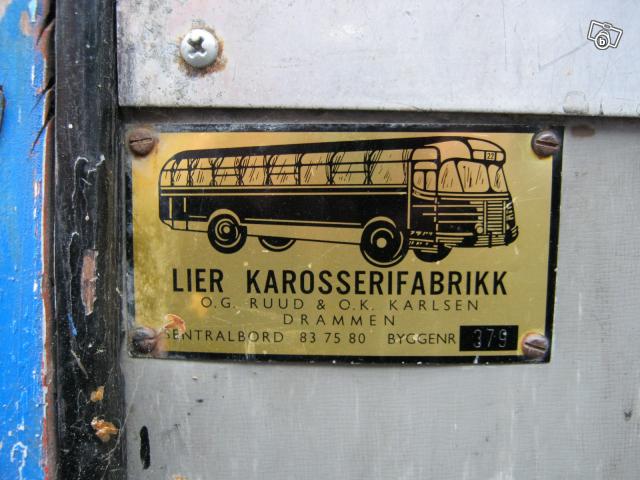 LIER KAROSSERIFABRIKK
O.G. RUUD & O.K. KARLSEN
DRAMMEN
SENTRALBORD 83 75 80 BYGGENR 379